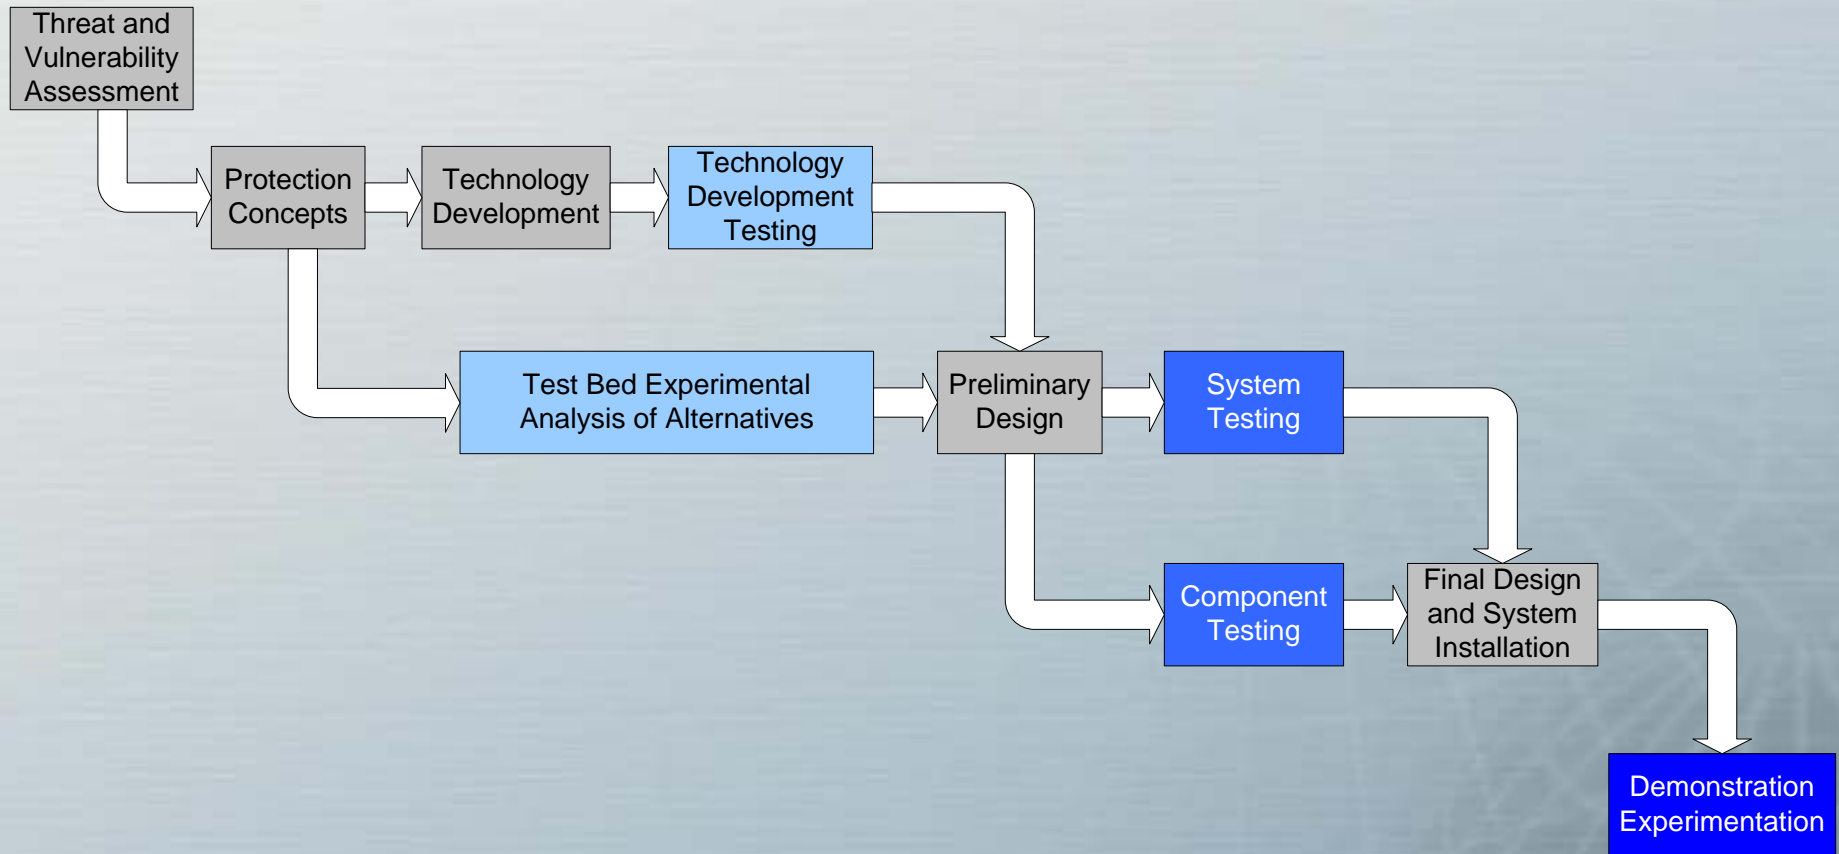 Threat and
Vulnerability
Assessment
Protection
Concepts
Technology
Development
Technology
Development
Testing
Test Bed Experimental
Analysis of Alternatives
Preliminary
Design
System
Testing
Component
Testing
Final Design
and System
Installation
Demonstration
Experimentation